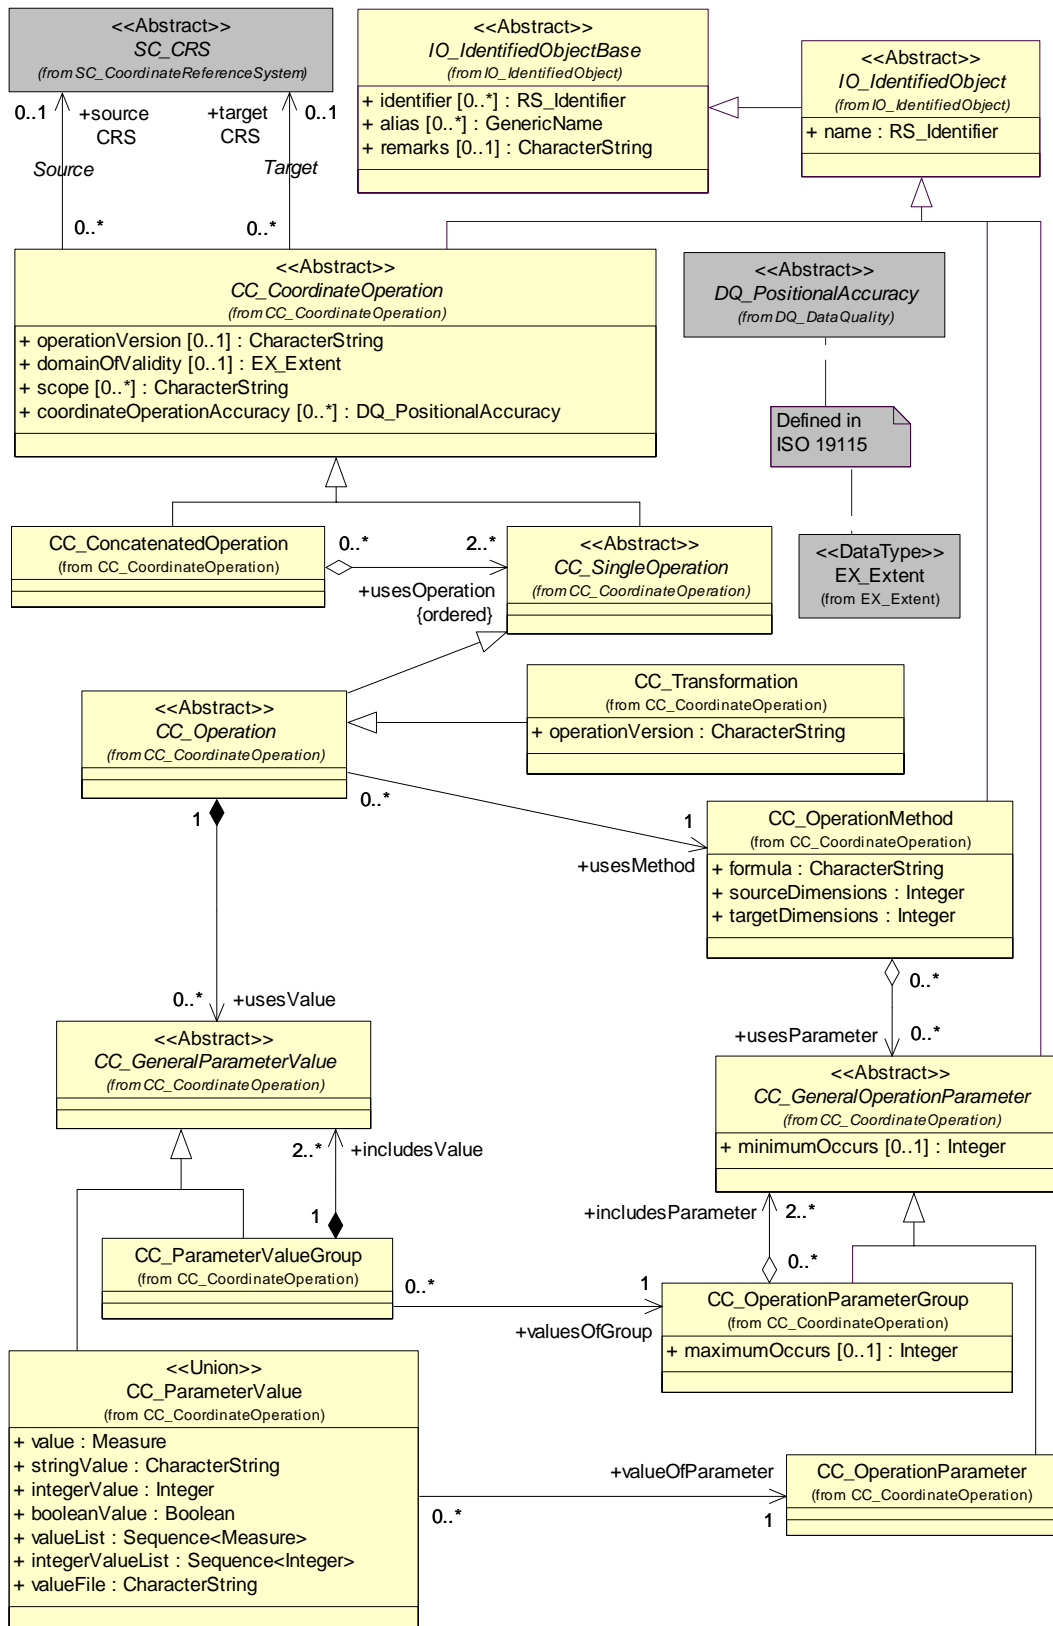 <<Abstract>>
SC_CRS
(from SC_CoordinateReferenceSystem)
<<Abstract>>
IO_IdentifiedObjectBase
(from IO_IdentifiedObject)
+ identifier [0..*] : RS_Identifier
+ alias [0..*] : GenericName
+ remarks [0..1] : CharacterString
<<Abstract>>
IO_IdentifiedObject
(from IO_IdentifiedObject)
+ name : RS_Identifier
0..1
+source
CRS
+target
CRS
0..1
Source
Target
0..*
0..*
<<Abstract>>
CC_CoordinateOperation
(from CC_CoordinateOperation)
+ operationVersion [0..1] : CharacterString
+ domainOfValidity [0..1] : EX_Extent
+ scope [0..*] : CharacterString
+ coordinateOperationAccuracy [0..*] : DQ_PositionalAccuracy
<<Abstract>>
DQ_PositionalAccuracy
(from DQ_DataQuality)
Defined in
ISO 19115
<<DataType>>
EX_Extent
(from EX_Extent)
CC_ConcatenatedOperation
(from CC_CoordinateOperation)
0..*
2..*
+usesOperation
{ordered}
<<Abstract>>
CC_SingleOperation
(from CC_CoordinateOperation)
<<Abstract>>
CC_Operation
(from CC_CoordinateOperation)
CC_Transformation
(from CC_CoordinateOperation)
+ operationVersion : CharacterString
0..*
1
1
+usesMethod
CC_OperationMethod
(from CC_CoordinateOperation)
+ formula : CharacterString
+ sourceDimensions : Integer
+ targetDimensions : Integer
0..*
+usesValue
0..*
+usesParameter
0..*
<<Abstract>>
CC_GeneralParameterValue
(from CC_CoordinateOperation)
<<Abstract>>
CC_GeneralOperationParameter
(from CC_CoordinateOperation)
+ minimumOccurs [0..1] : Integer
2..*
+includesValue
1
+includesParameter
2..*
0..*
CC_ParameterValueGroup
(from CC_CoordinateOperation)
0..*
1
+valuesOfGroup
CC_OperationParameterGroup
(from CC_CoordinateOperation)
+ maximumOccurs [0..1] : Integer
<<Union>>
CC_ParameterValue
(from CC_CoordinateOperation)
+ value : Measure
+ stringValue : CharacterString
+ integerValue : Integer
+ booleanValue : Boolean
+ valueList : Sequence<Measure>
+ integerValueList : Sequence<Integer>
+ valueFile : CharacterString
+valueOfParameter
0..*
1
CC_OperationParameter
(from CC_CoordinateOperation)